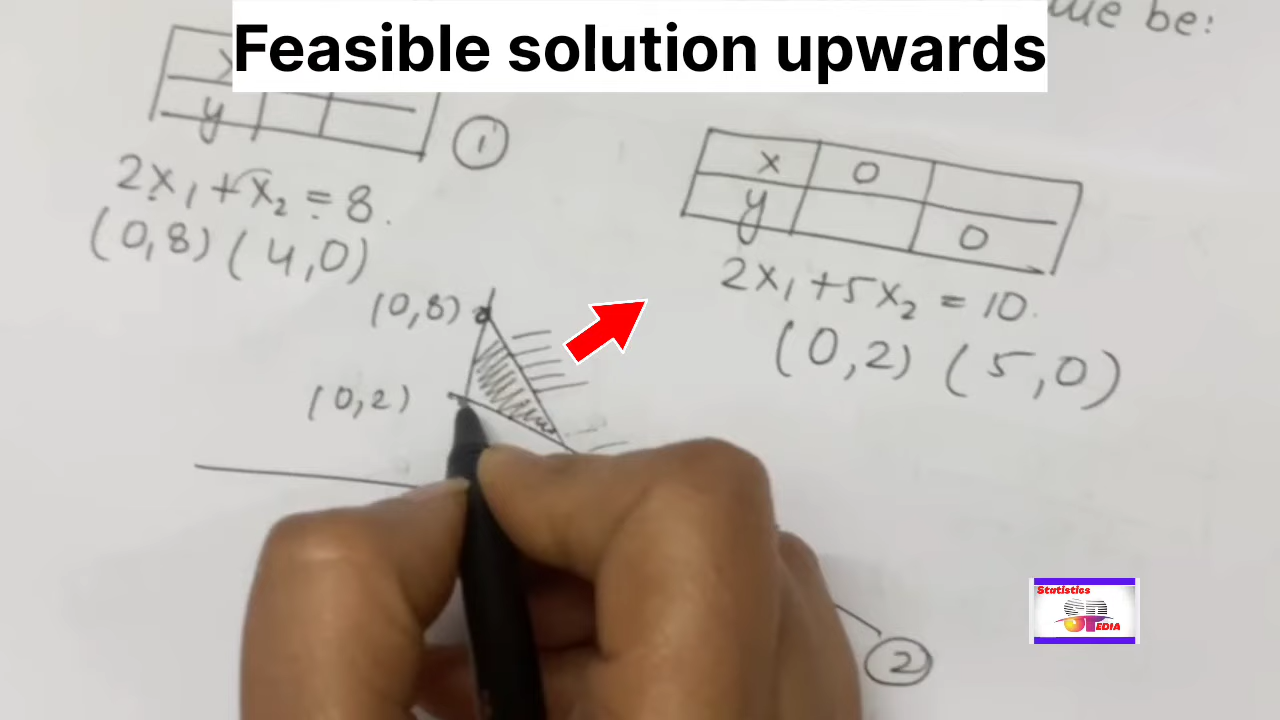 Feasible solution upwards
be:
x
y
①
2x₁+x₂=8.
(0,8) (4,0)
x 0
y 0
2x₁+5x₂=10.
(0,2) (5,0)
(0,8)
(0,2)
②
Statistics
EDIA